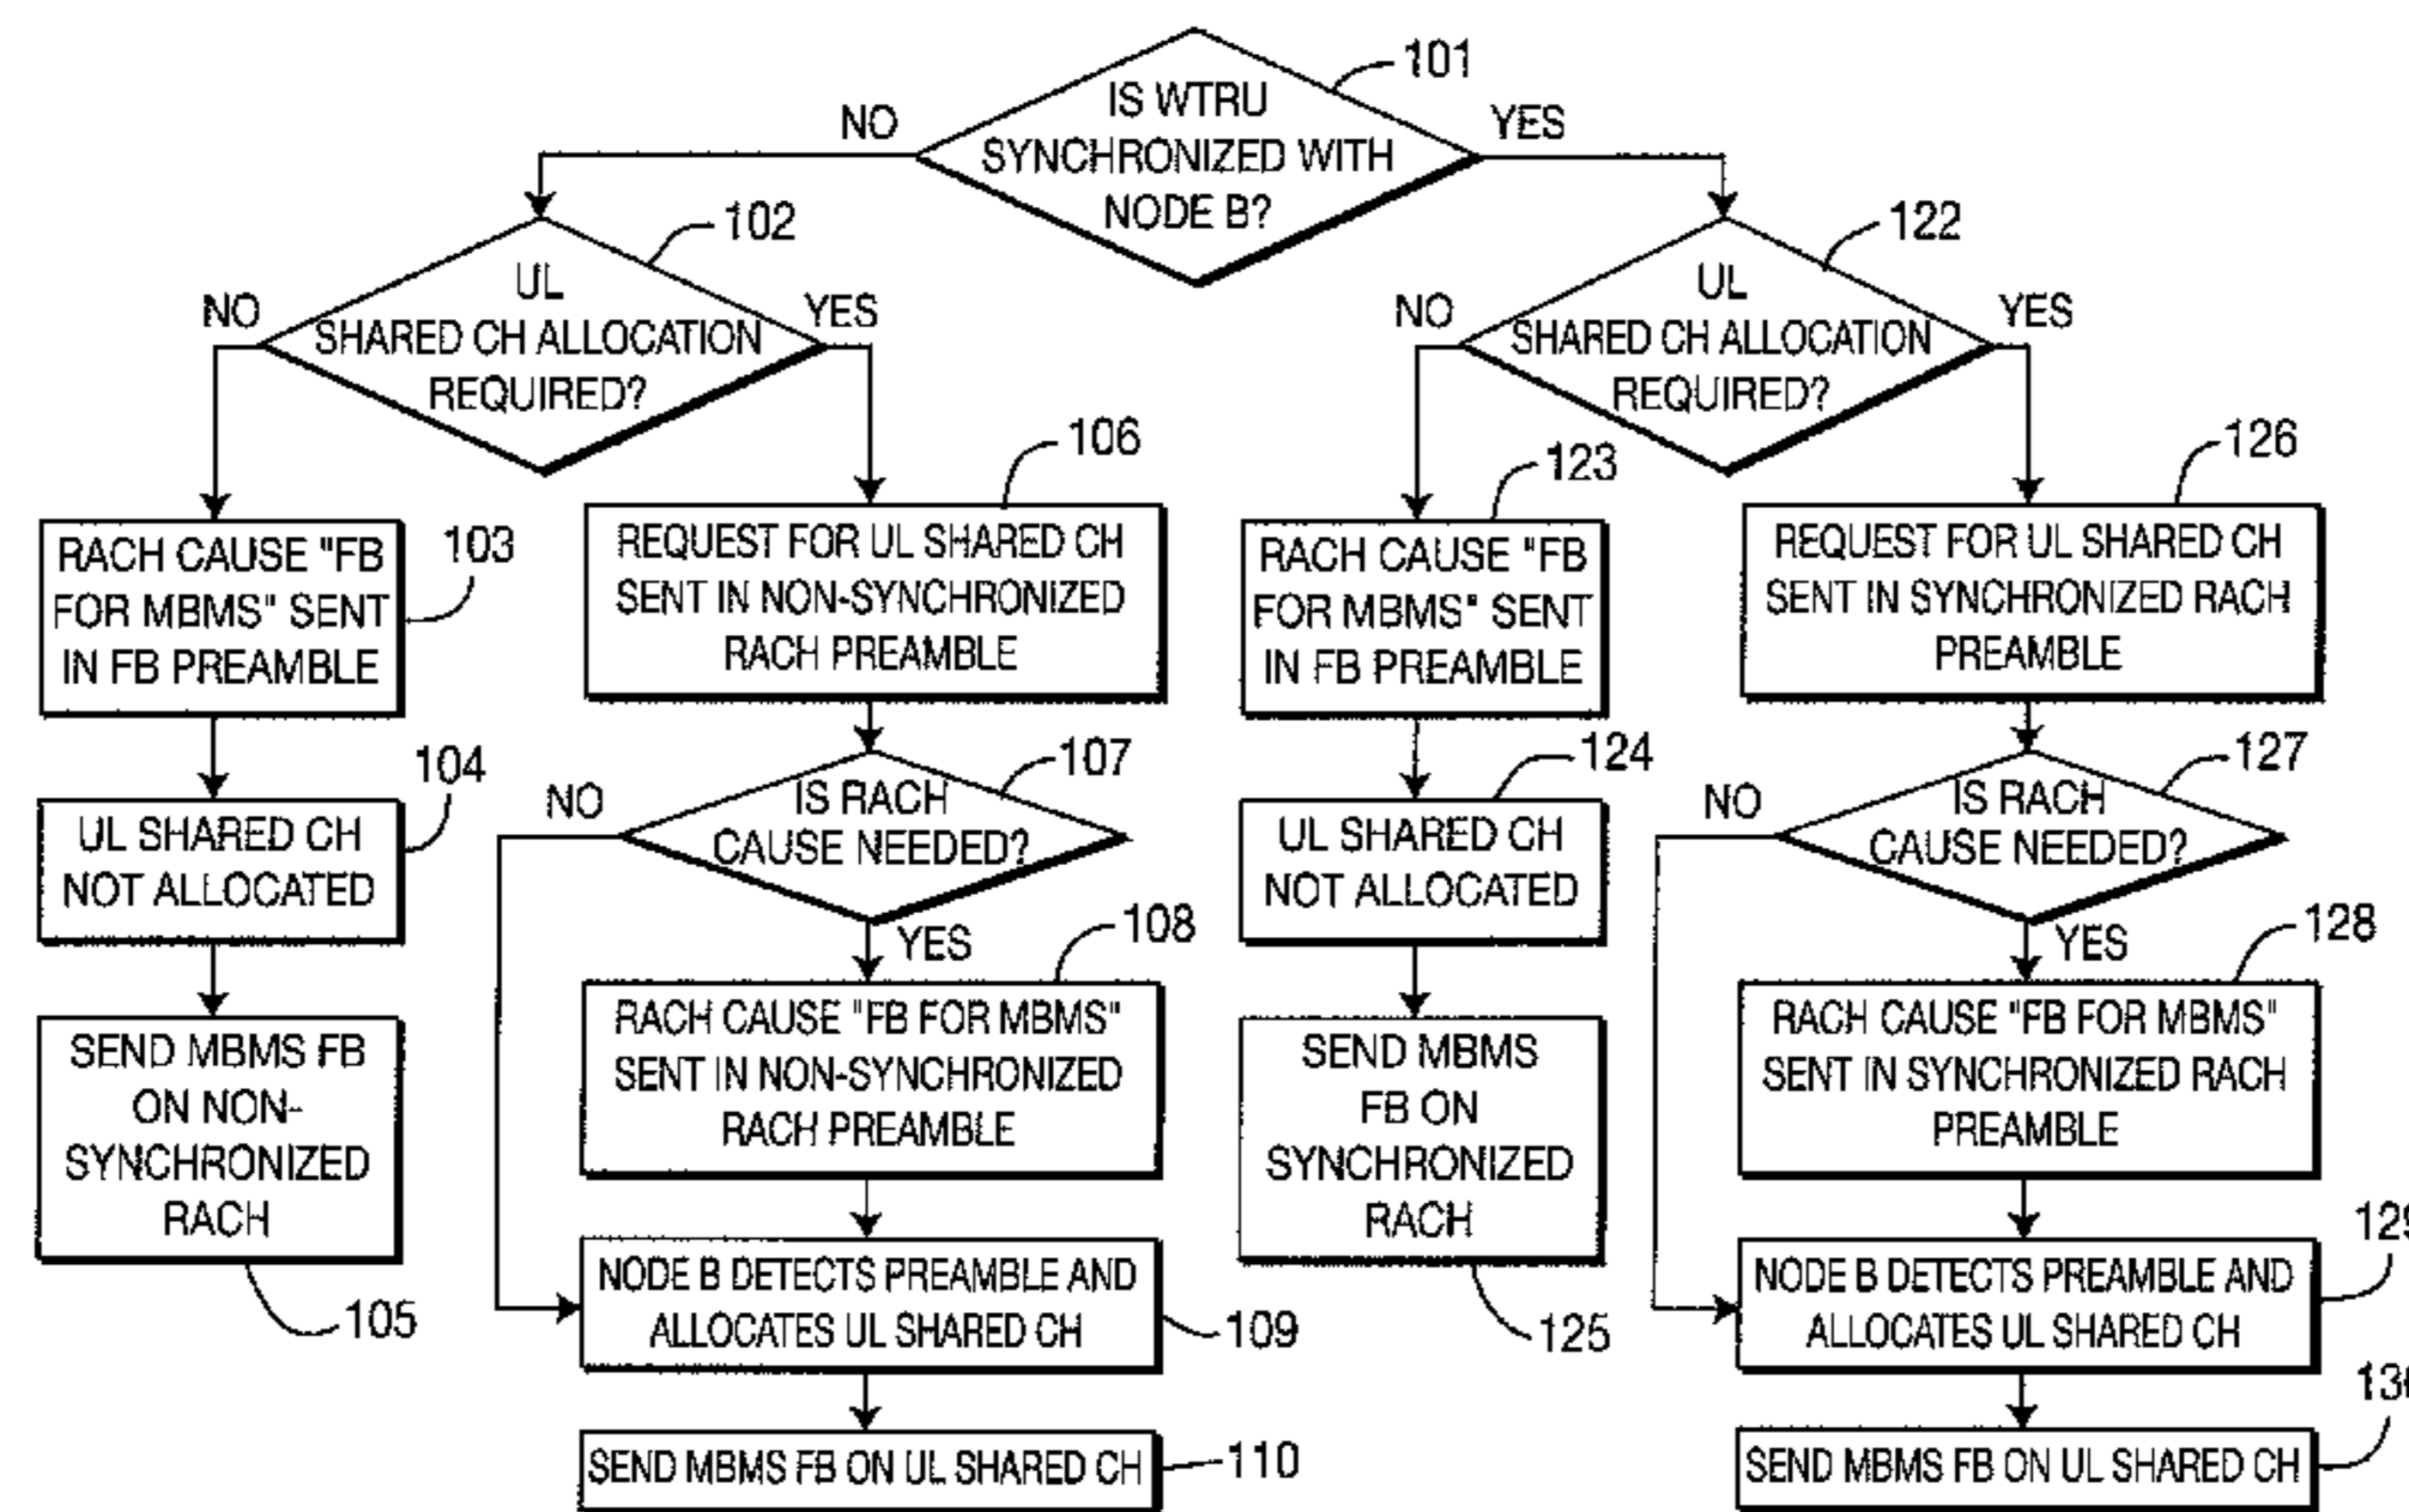 101
IS WTRU
SYNCHRONIZED WITH
NODE B?
NO
YES
102
UL
SHARED CH ALLOCATION
REQUIRED?
NO
YES
122
UL
SHARED CH ALLOCATION
REQUIRED?
NO
YES
103
RACH CAUSE "FB
FOR MBMS" SENT
IN FB PREAMBLE
104
UL SHARED CH
NOT ALLOCATED
SEND MBMS FB
ON NON-
SYNCHRONIZED
RACH
105
106
REQUEST FOR UL SHARED CH
SENT IN NON-SYNCHRONIZED
RACH PREAMBLE
107
IS RACH
CAUSE NEEDED?
NO
YES
108
RACH CAUSE "FB FOR MBMS"
SENT IN NON-SYNCHRONIZED
RACH PREAMBLE
NODE B DETECTS PREAMBLE AND
ALLOCATES UL SHARED CH
109
SEND MBMS FB ON UL SHARED CH
110
123
RACH CAUSE "FB
FOR MBMS" SENT
IN FB PREAMBLE
124
UL SHARED CH
NOT ALLOCATED
SEND MBMS
FB ON
SYNCHRONIZED
RACH
125
126
REQUEST FOR UL SHARED CH
SENT IN SYNCHRONIZED RACH
PREAMBLE
127
IS RACH
CAUSE NEEDED?
NO
YES
128
RACH CAUSE "FB FOR MBMS"
SENT IN SYNCHRONIZED RACH
PREAMBLE
129
NODE B DETECTS PREAMBLE AND
ALLOCATES UL SHARED CH
130
SEND MBMS FB ON UL SHARED CH